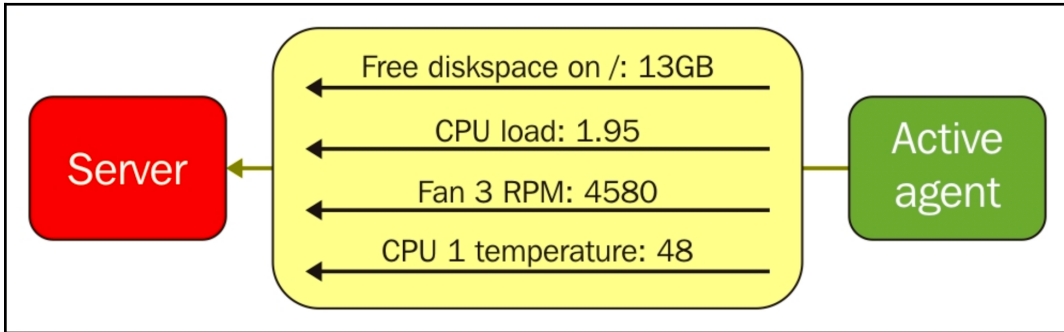 Server
Free diskspace on /: 13GB
CPU load: 1.95
Fan 3 RPM: 4580
CPU 1 temperature: 48
Active
agent